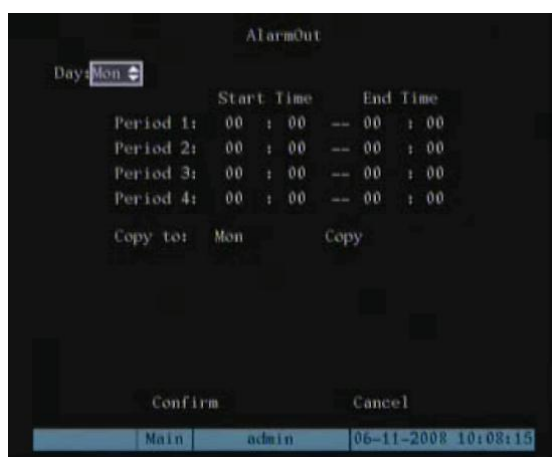 AlarmOut
Day: Mon
Start Time End Time
Period 1: 00 : 00 -- 00 : 00
Period 2: 00 : 00 -- 00 : 00
Period 3: 00 : 00 -- 00 : 00
Period 4: 00 : 00 -- 00 : 00
Copy to: Mon Copy
Confirm Cancel
Main admin 06-11-2008 10:08:15